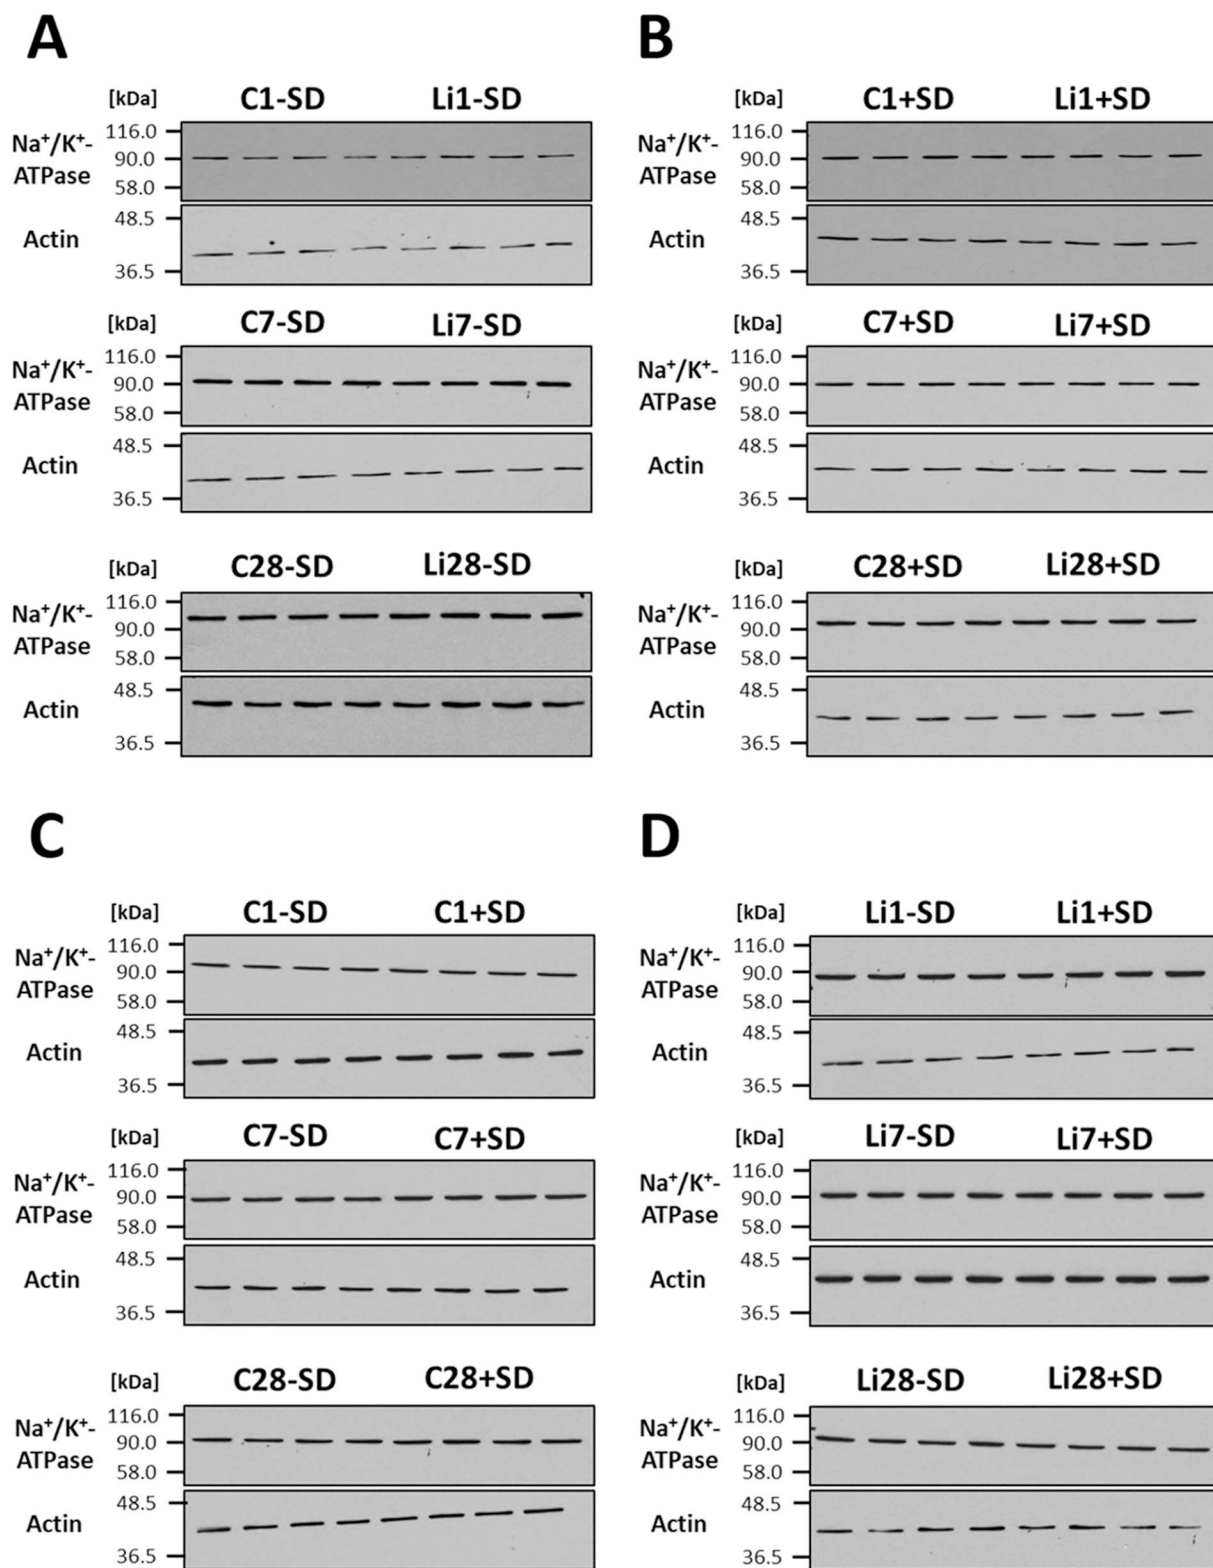 A
[kDa] C1-SD Li1-SD
Na⁺/K⁺-
ATPase
116.0
90.0
58.0
Actin
48.5
36.5
[kDa] C7-SD Li7-SD
Na⁺/K⁺-
ATPase
116.0
90.0
58.0
Actin
48.5
36.5
[kDa] C28-SD Li28-SD
Na⁺/K⁺-
ATPase
116.0
90.0
58.0
Actin
48.5
36.5
B
[kDa] C1+SD Li1+SD
Na⁺/K⁺-
ATPase
116.0
90.0
58.0
Actin
48.5
36.5
[kDa] C7+SD Li7+SD
Na⁺/K⁺-
ATPase
116.0
90.0
58.0
Actin
48.5
36.5
[kDa] C28+SD Li28+SD
Na⁺/K⁺-
ATPase
116.0
90.0
58.0
Actin
48.5
36.5
C
[kDa] C1-SD C1+SD
Na⁺/K⁺-
ATPase
116.0
90.0
58.0
Actin
48.5
36.5
[kDa] C7-SD C7+SD
Na⁺/K⁺-
ATPase
116.0
90.0
58.0
Actin
48.5
36.5
[kDa] C28-SD C28+SD
Na⁺/K⁺-
ATPase
116.0
90.0
58.0
Actin
48.5
36.5
D
[kDa] Li1-SD Li1+SD
Na⁺/K⁺-
ATPase
116.0
90.0
58.0
Actin
48.5
36.5
[kDa] Li7-SD Li7+SD
Na⁺/K⁺-
ATPase
116.0
90.0
58.0
Actin
48.5
36.5
[kDa] Li28-SD Li28+SD
Na⁺/K⁺-
ATPase
116.0
90.0
58.0
Actin
48.5
36.5